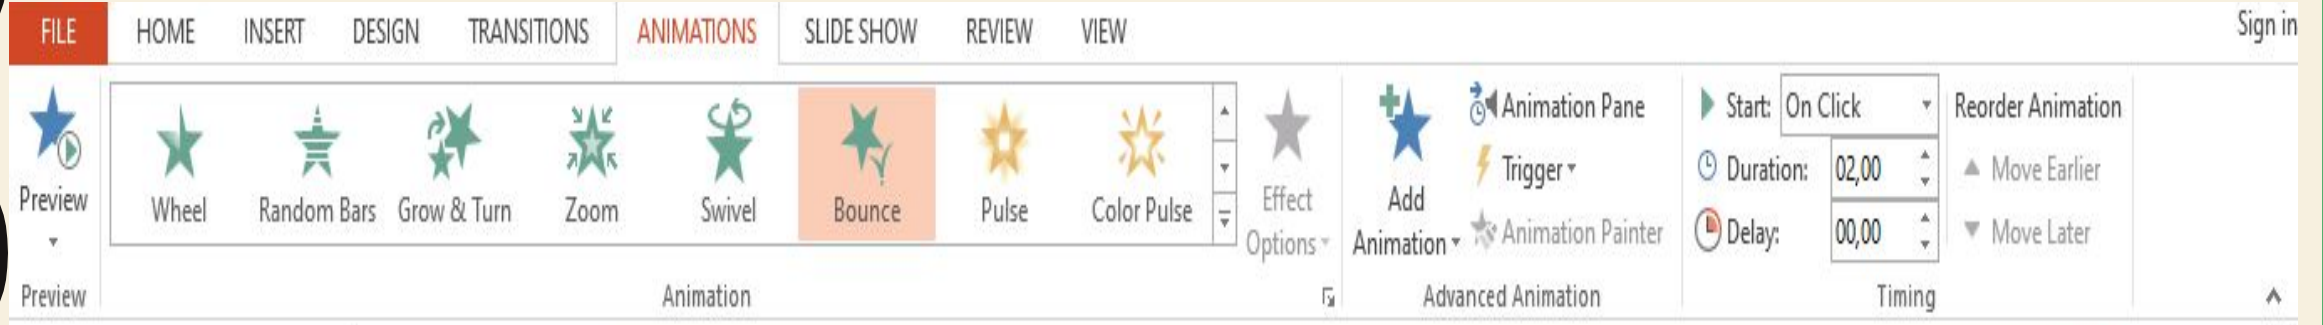 FILE HOME INSERT DESIGN TRANSITIONS ANIMATIONS SLIDE SHOW REVIEW VIEW Sign in
Preview
Wheel Random Bars Grow & Turn Zoom Swivel Bounce Pulse Color Pulse
Effect
Options
Add
Animation
Animation Pane
Trigger
Animation Painter
Start: On Click
Duration: 02,00
Delay: 00,00
Reorder Animation
Move Earlier
Move Later
Preview Animation Advanced Animation Timing